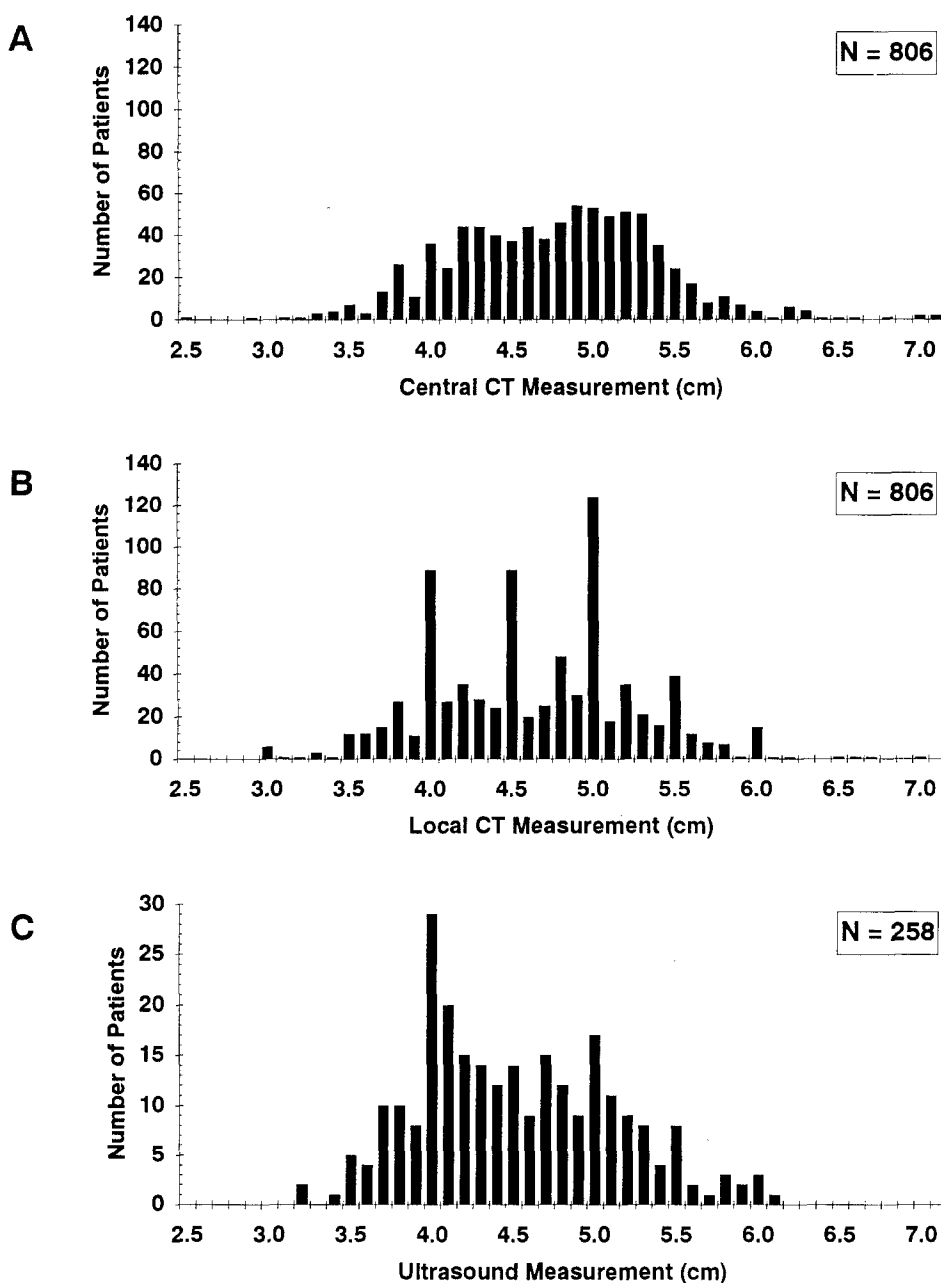 A
N = 806
Number of Patients
140
120
100
80
60
40
20
0
2.5 3.0 3.5 4.0 4.5 5.0 5.5 6.0 6.5 7.0
Central CT Measurement (cm)
B
N = 806
Number of Patients
140
120
100
80
60
40
20
0
2.5 3.0 3.5 4.0 4.5 5.0 5.5 6.0 6.5 7.0
Local CT Measurement (cm)
C
N = 258
Number of Patients
30
25
20
15
10
5
0
2.5 3.0 3.5 4.0 4.5 5.0 5.5 6.0 6.5 7.0
Ultrasound Measurement (cm)